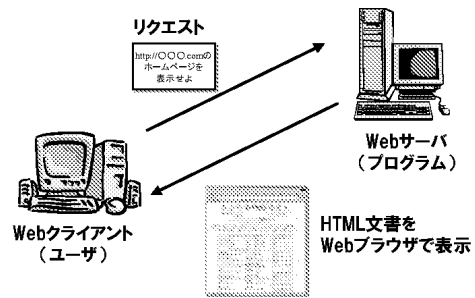 リクエスト
http://〇〇〇.comの
ホームページを
表示せよ
Webサーバ
(プログラム)
Webクライアント
(ユーザ)
HTML文書を
Webブラウザで表示